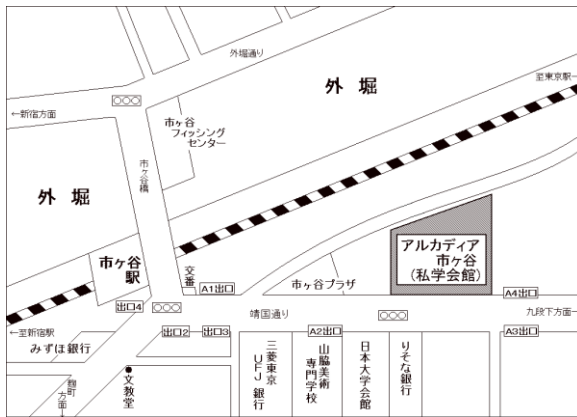 外堀通り
外 堀
至東京駅→
←新宿方面
市ヶ谷
フィッシング
センター
市ヶ谷橋
外 堀
アルカディア
市ヶ谷
(私学会館)
市ヶ谷
駅
交番
A1出口
市ヶ谷プラザ
A4出口
出口4
靖国通り
九段下方面→
←至新宿駅
出口2
出口3
A2出口
A3出口
みずほ銀行
麹町
方面
文教堂
三菱東京
UFJ銀行
山脇美術
専門学校
日本大学会館
りそな銀行